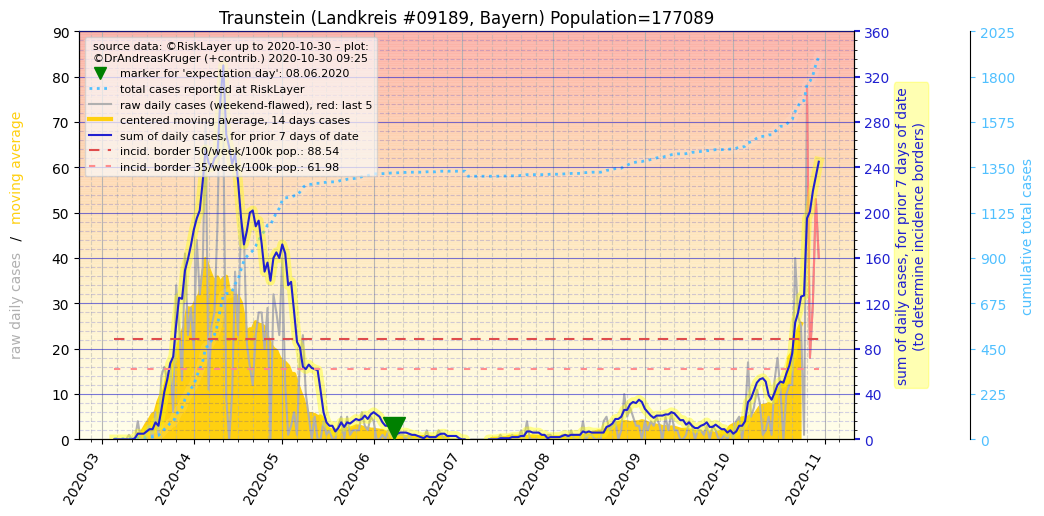 Traunstein (Landkreis #09189, Bayern) Population=177089
source data: ©RiskLayer up to 2020-10-30 – plot:
©DrAndreasKruger (+contrib.) 2020-10-30 09:25
marker for 'expectation day': 08.06.2020
total cases reported at RiskLayer
raw daily cases (weekend-flawed), red: last 5
centered moving average, 14 days cases
sum of daily cases, for prior 7 days of date
incid. border 50/week/100k pop.: 88.54
incid. border 35/week/100k pop.: 61.98
raw daily cases / moving average
90
80
70
60
50
40
30
20
10
0
2020-03
2020-04
2020-05
2020-06
2020-07
2020-08
2020-09
2020-10
2020-11
360
320
280
240
200
160
120
80
40
0
sum of daily cases, for prior 7 days of date
(to determine incidence borders)
2025
1800
1575
1350
1125
900
675
450
225
0
cumulative total cases